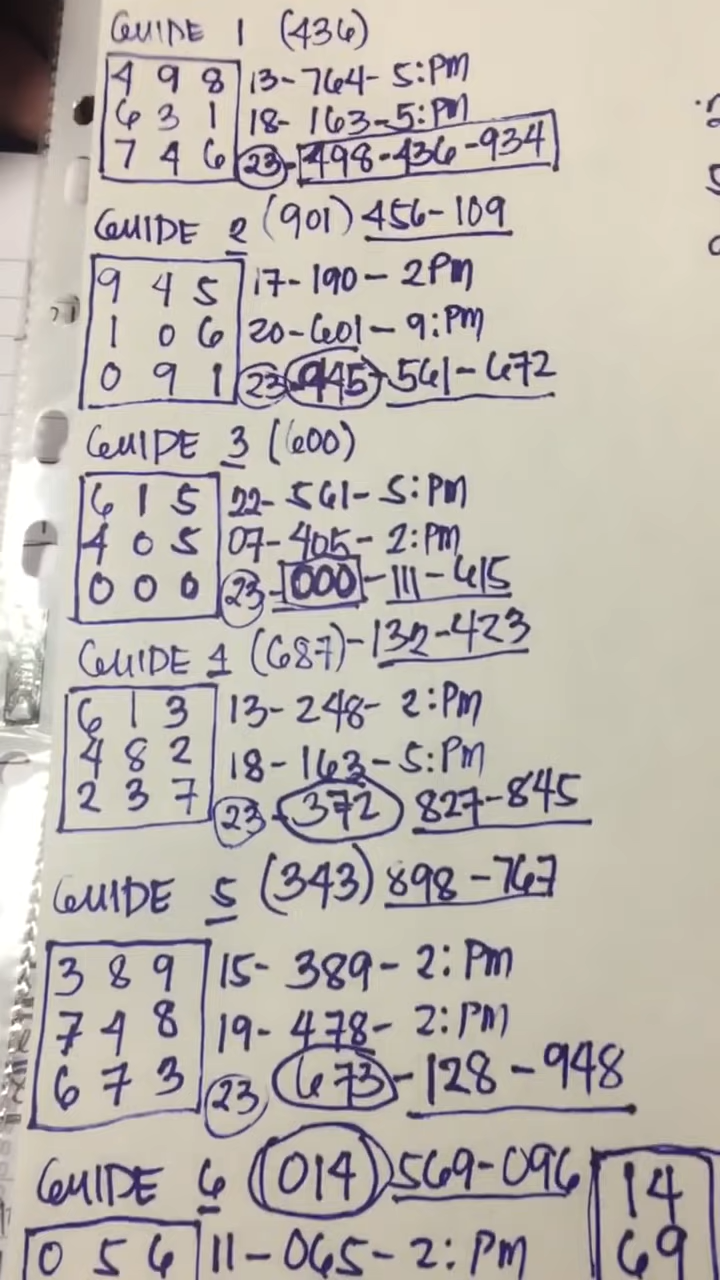 GUIDE 1 (436)
4 9 8 13-764-5:PM
6 3 1 18-163-5:PM
7 4 6 23-498-436-934
GUIDE 2 (901) 456-109
9 4 5 17-190-2PM
1 0 6 20-601-9:PM
0 9 1 23-945-561-672
GUIDE 3 (600)
6 1 5 22-561-5:PM
4 0 5 07-405-2:PM
0 0 0 23-000-111-615
GUIDE 4 (687)-132-423
6 1 3 13-248-2:PM
4 8 2 18-163-5:PM
2 3 7 23-372 827-845
GUIDE 5 (343) 898-767
3 8 9 15-389-2:PM
7 4 8 19-478-2:PM
6 7 3 23 673-128-948
GUIDE 6 (014) 569-096 14
0 5 6 11-065-2:PM 69